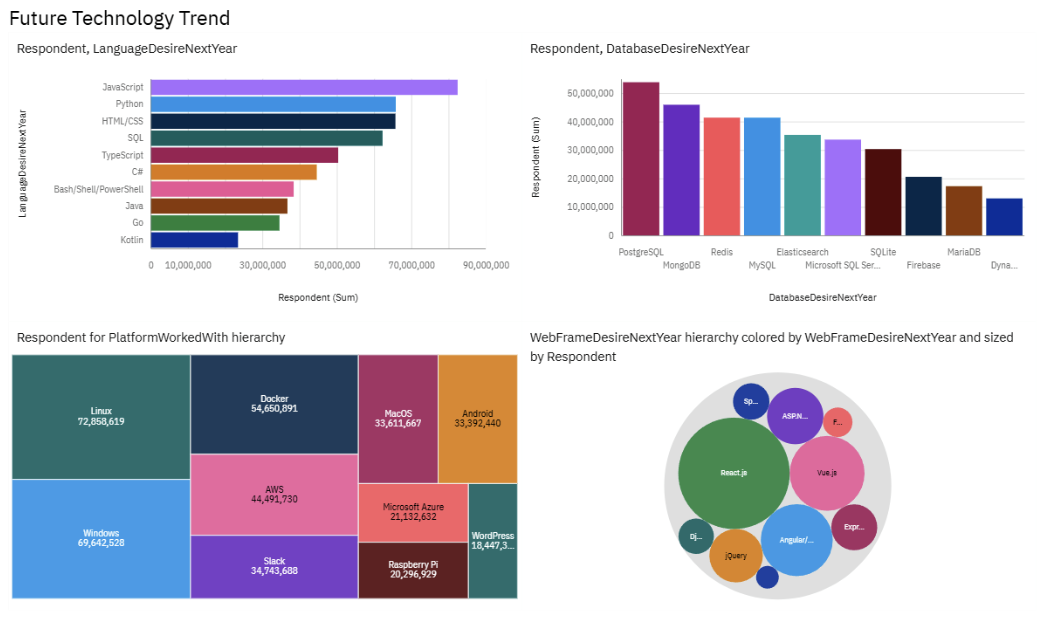 Future Technology Trend
Respondent, LanguageDesireNextYear
LanguageDesireNextYear
JavaScript
Python
HTML/CSS
SQL
TypeScript
C#
Bash/Shell/PowerShell
Java
Go
Kotlin
0 10,000,000 30,000,000 50,000,000 70,000,000 90,000,000
Respondent (Sum)
Respondent, DatabaseDesireNextYear
Respondent (Sum)
50,000,000
40,000,000
30,000,000
20,000,000
10,000,000
0
PostgreSQL Redis Elasticsearch SQLite MariaDB
MongoDB MySQL Microsoft SQL Ser... Firebase Dyna...
DatabaseDesireNextYear
Respondent for PlatformWorkedWith hierarchy
Linux
72,858,619
Windows
69,642,528
Docker
54,650,891
AWS
44,491,730
Slack
34,743,688
MacOS
33,611,667
Android
33,392,440
Microsoft Azure
21,132,632
Raspberry Pi
20,296,929
WordPress
18,447,3...
WebFrameDesireNextYear hierarchy colored by WebFrameDesireNextYear and sized
by Respondent
Sp...
ASP.N...
F...
React.js
Vue.js
Expr...
Dj...
Angular/...
jQuery